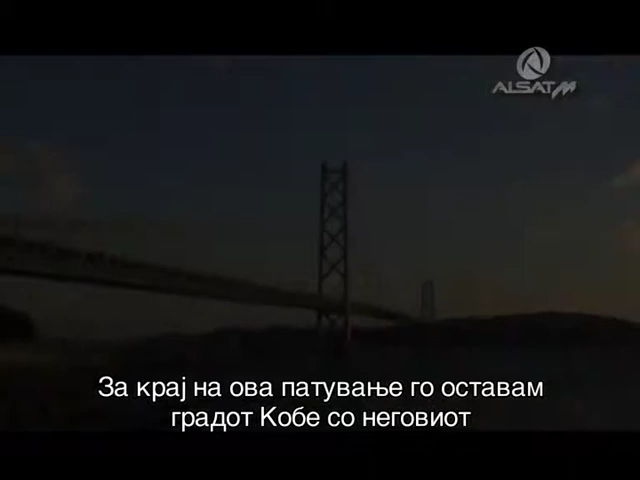 ALSAT M
За крај на ова патување го оставам
градот Кобе со неговиот